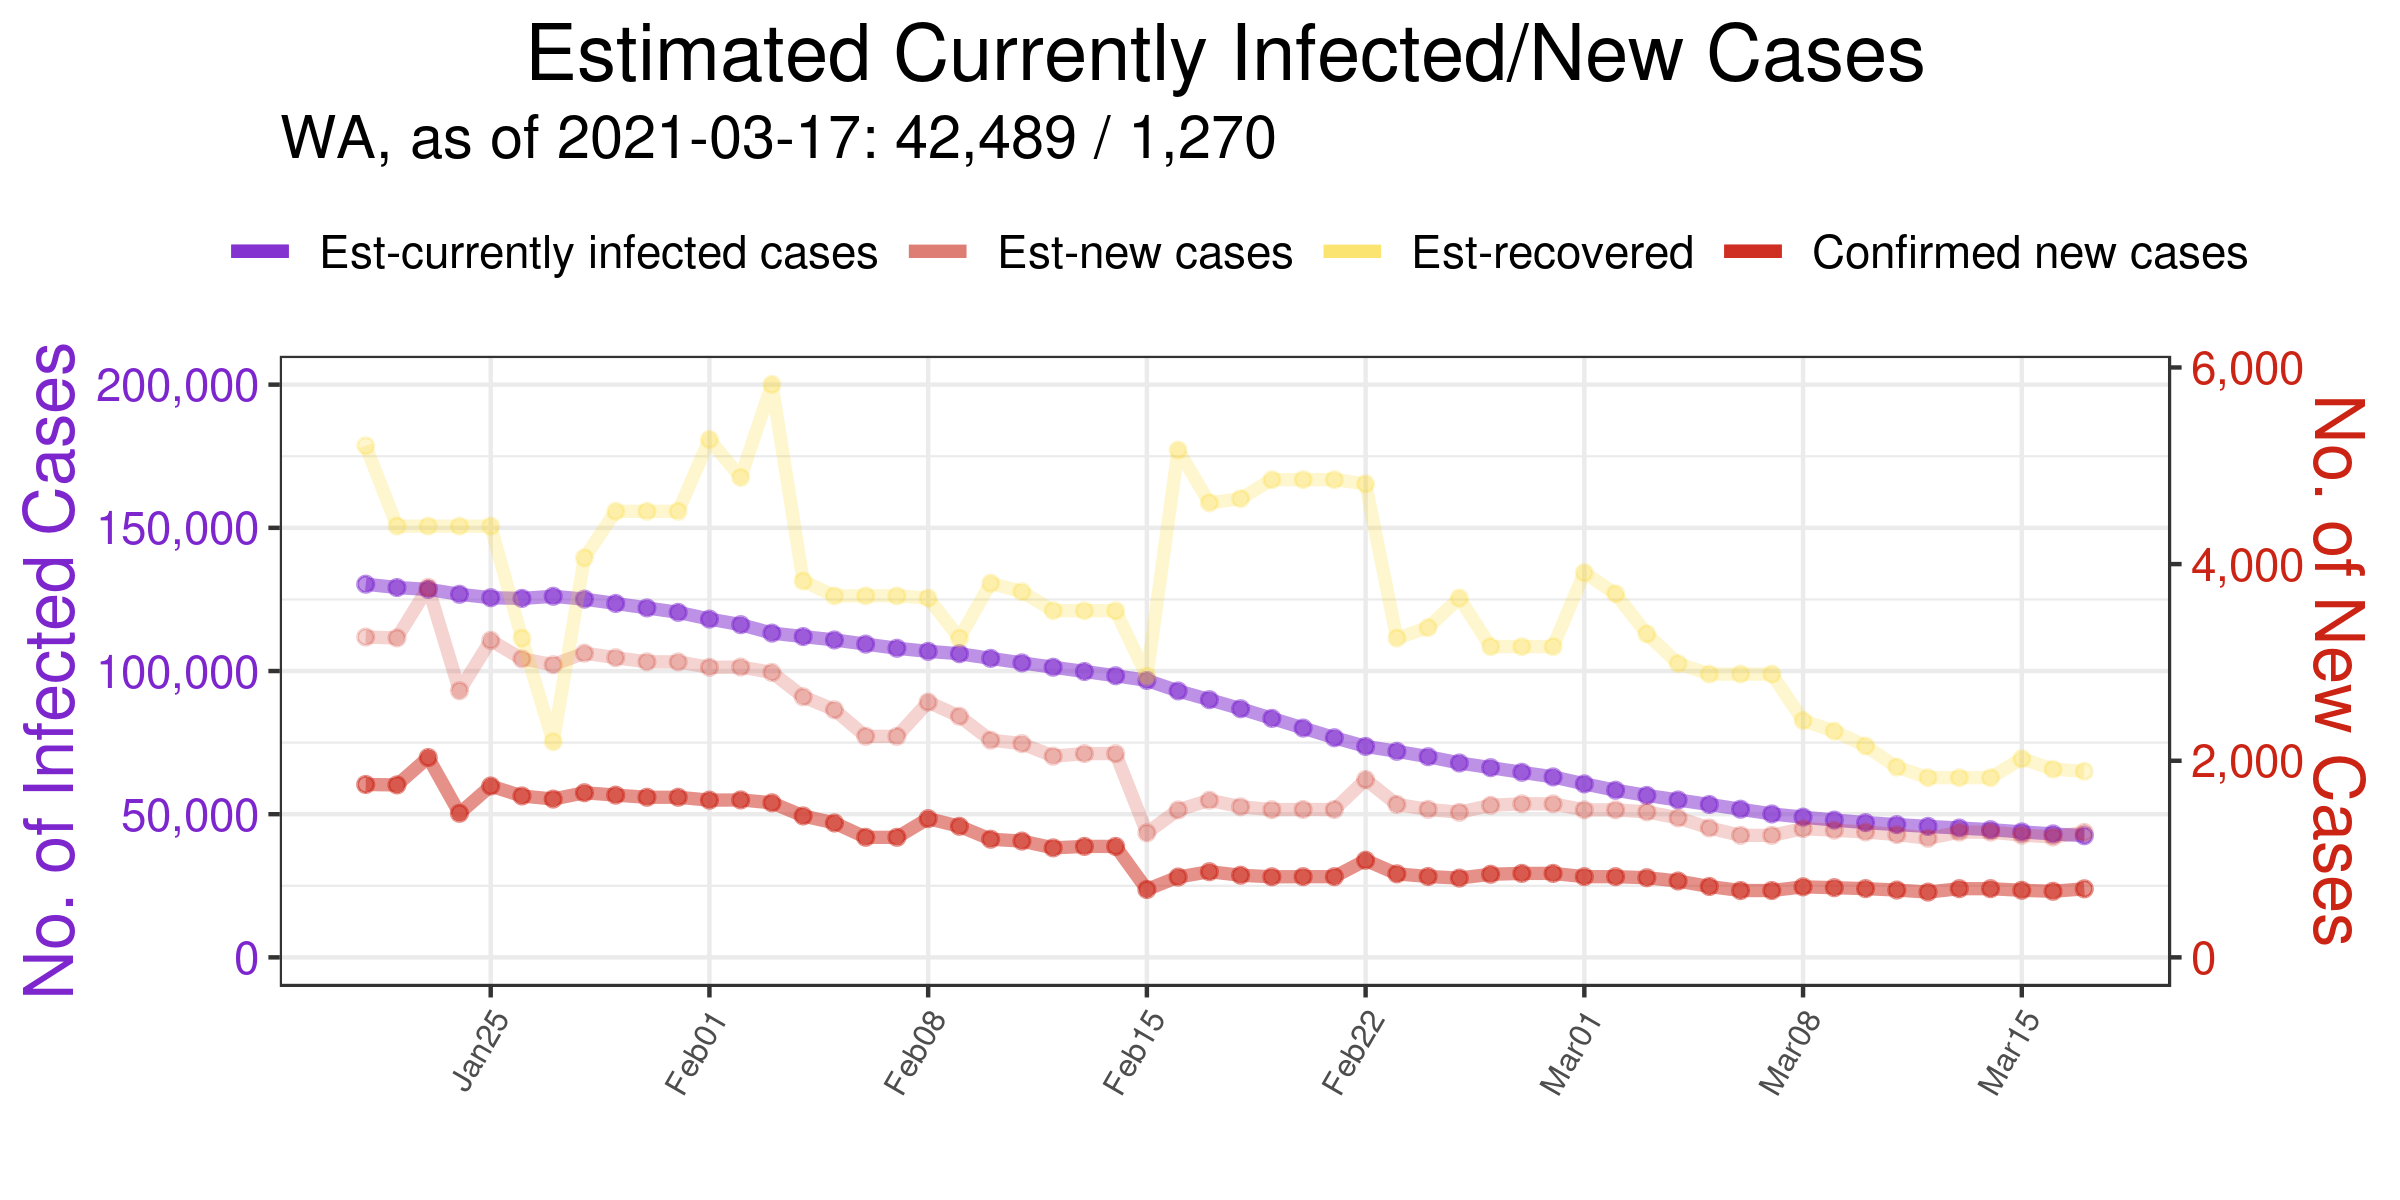 Estimated Currently Infected/New Cases
WA, as of 2021-03-17: 42,489 / 1,270
Est-currently infected cases Est-new cases Est-recovered Confirmed new cases
No. of Infected Cases
200,000
150,000
100,000
50,000
0
6,000
4,000
2,000
0
No. of New Cases
Jan25 Feb01 Feb08 Feb15 Feb22 Mar01 Mar08 Mar15